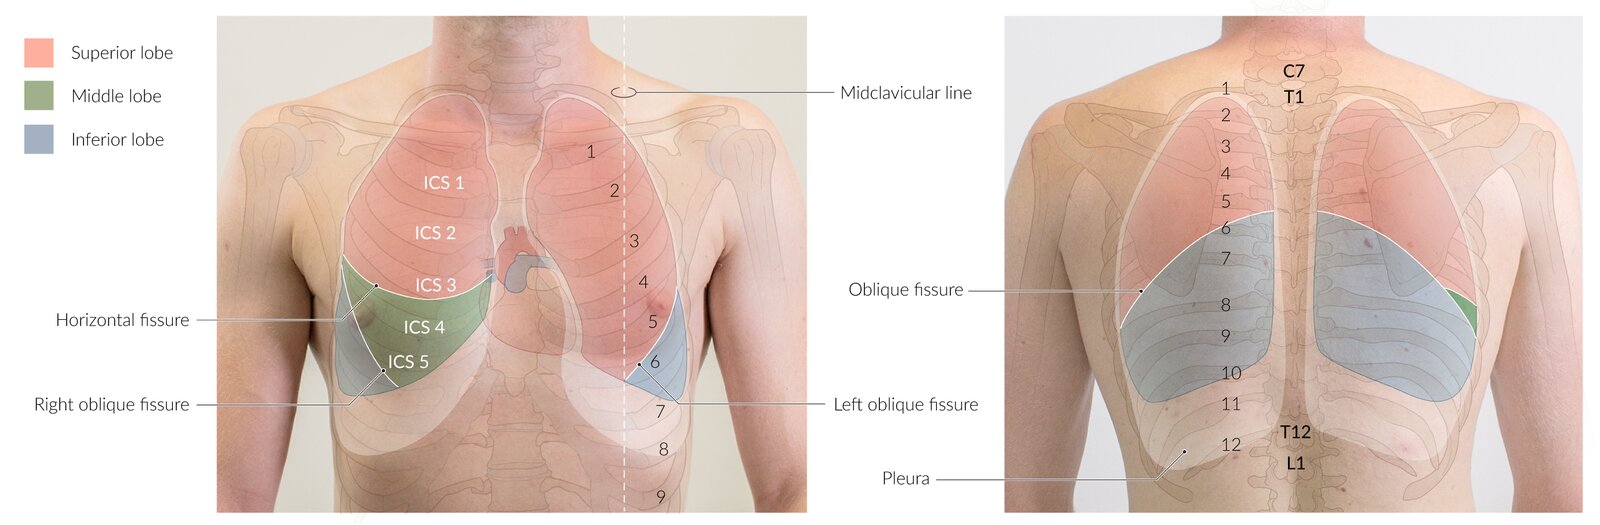 Superior lobe
Middle lobe
Inferior lobe
Midclavicular line
1
2
3
4
5
6
7
8
9
ICS 1
ICS 2
ICS 3
ICS 4
ICS 5
Horizontal fissure
Right oblique fissure
Left oblique fissure
C7
T1
1
2
3
4
5
6
7
8
9
10
11
12
T12
L1
Oblique fissure
Pleura